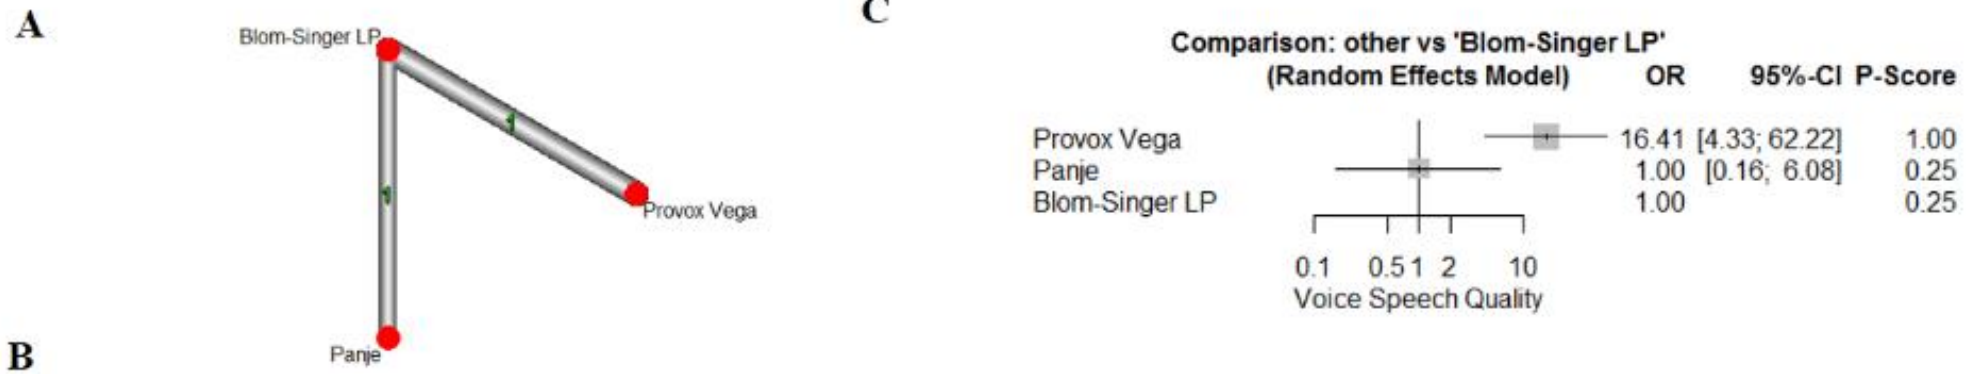 A
Blom-Singer LP
1
1
Provox Vega
Panje
B
C
Comparison: other vs 'Blom-Singer LP'
(Random Effects Model) OR 95%-CI P-Score
Provox Vega 16.41 [4.33; 62.22] 1.00
Panje 1.00 [0.16; 6.08] 0.25
Blom-Singer LP 1.00 0.25
0.1 0.5 1 2 10
Voice Speech Quality